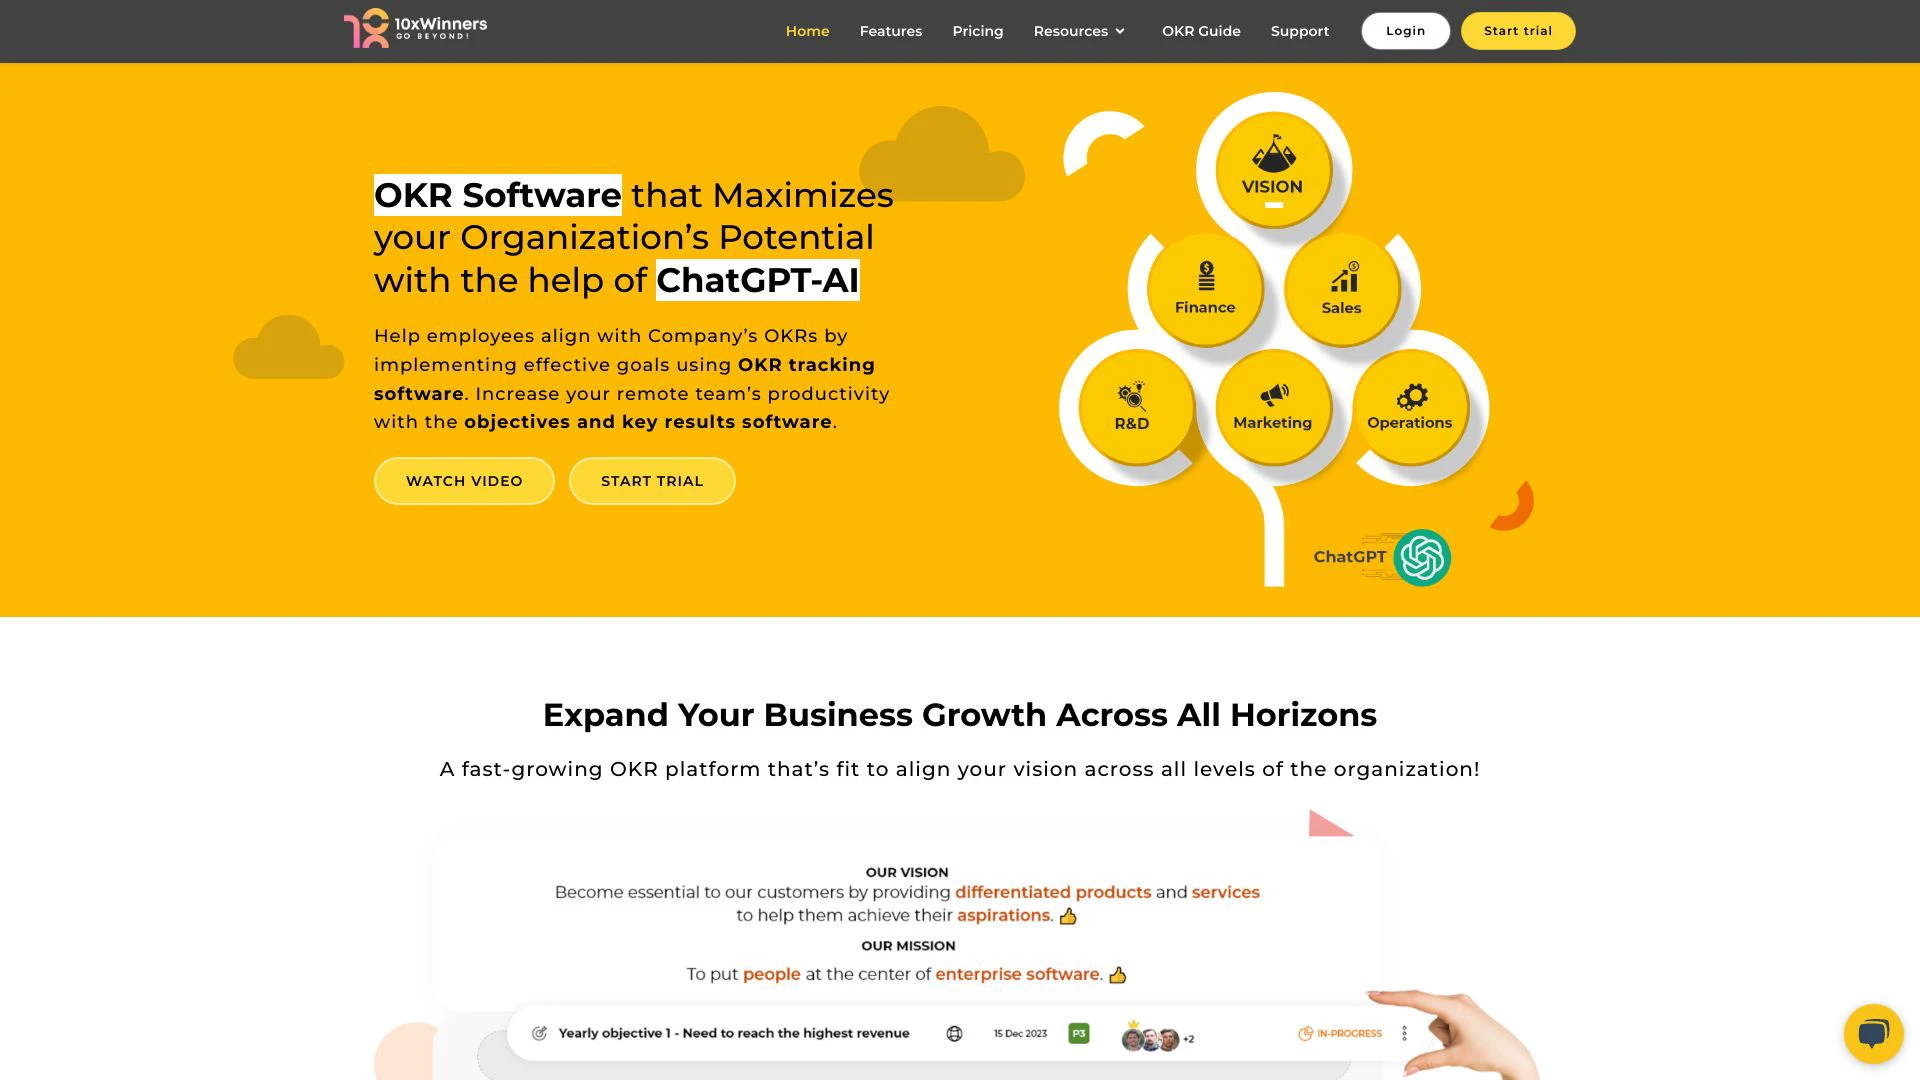 10xWinners
GO BEYOND!
Home
Features
Pricing
Resources
OKR Guide
Support
Login
Start trial
OKR Software that Maximizes
your Organization’s Potential
with the help of ChatGPT-AI
Help employees align with Company’s OKRs by
implementing effective goals using OKR tracking
software. Increase your remote team’s productivity
with the objectives and key results software.
WATCH VIDEO
START TRIAL
VISION
Finance
Sales
R&D
Marketing
Operations
ChatGPT
Expand Your Business Growth Across All Horizons
A fast-growing OKR platform that’s fit to align your vision across all levels of the organization!
OUR VISION
Become essential to our customers by providing differentiated products and services
to help them achieve their aspirations. 👍
OUR MISSION
To put people at the center of enterprise software. 👍
Yearly objective 1 - Need to reach the highest revenue
15 Dec 2023
P3
+2
IN-PROGRESS